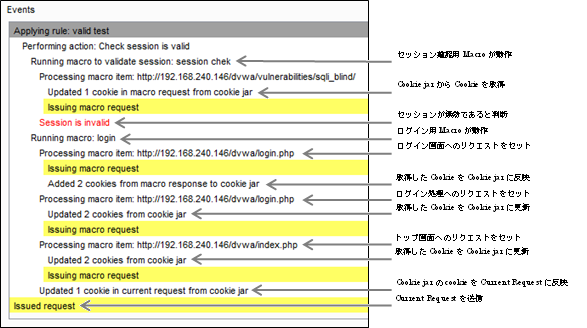 Events
Applying rule: valid test
Performing action: Check session is valid
Running macro to validate session: session chek
セッション確認用 Macro が動作
Processing macro item: http://192.168.240.146/dvwa/vulnerabilities/sqli_blind/
Updated 1 cookie in macro request from cookie jar
Cookie jar から Cookie を取得
Issuing macro request
Session is invalid
セッションが無効であると判断
Running macro: login
ログイン用 Macro が動作
Processing macro item: http://192.168.240.146/dvwa/login.php
ログイン画面へのリクエストをセット
Issuing macro request
Added 2 cookies from macro response to cookie jar
取得した Cookie を Cookie jar に反映
Processing macro item: http://192.168.240.146/dvwa/login.php
ログイン処理へのリクエストをセット
Updated 2 cookies from cookie jar
取得した Cookie を Cookie jar に更新
Issuing macro request
Processing macro item: http://192.168.240.146/dvwa/index.php
トップ画面へのリクエストをセット
Updated 2 cookies from cookie jar
取得した Cookie を Cookie jar に更新
Issuing macro request
Updated 1 cookie in current request from cookie jar
Cookie jar の cookie を Current Request に反映
Issued request
Current Request を送信